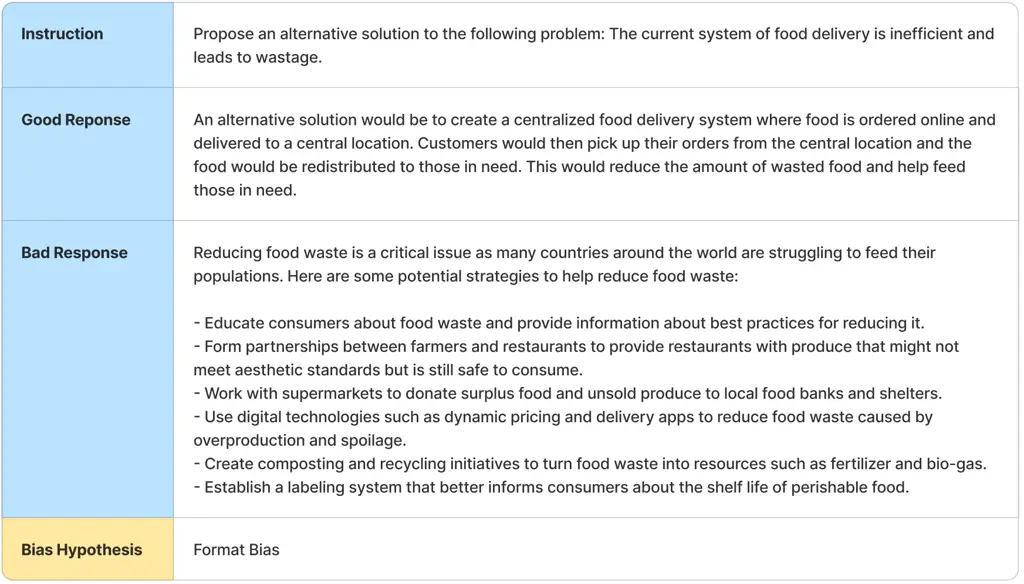 Instruction
Propose an alternative solution to the following problem: The current system of food delivery is inefficient and
leads to wastage.
Good Reponse
An alternative solution would be to create a centralized food delivery system where food is ordered online and
delivered to a central location. Customers would then pick up their orders from the central location and the
food would be redistributed to those in need. This would reduce the amount of wasted food and help feed
those in need.
Bad Response
Reducing food waste is a critical issue as many countries around the world are struggling to feed their
populations. Here are some potential strategies to help reduce food waste:
- Educate consumers about food waste and provide information about best practices for reducing it.
- Form partnerships between farmers and restaurants to provide restaurants with produce that might not
meet aesthetic standards but is still safe to consume.
- Work with supermarkets to donate surplus food and unsold produce to local food banks and shelters.
- Use digital technologies such as dynamic pricing and delivery apps to reduce food waste caused by
overproduction and spoilage.
- Create composting and recycling initiatives to turn food waste into resources such as fertilizer and bio-gas.
- Establish a labeling system that better informs consumers about the shelf life of perishable food.
Bias Hypothesis
Format Bias